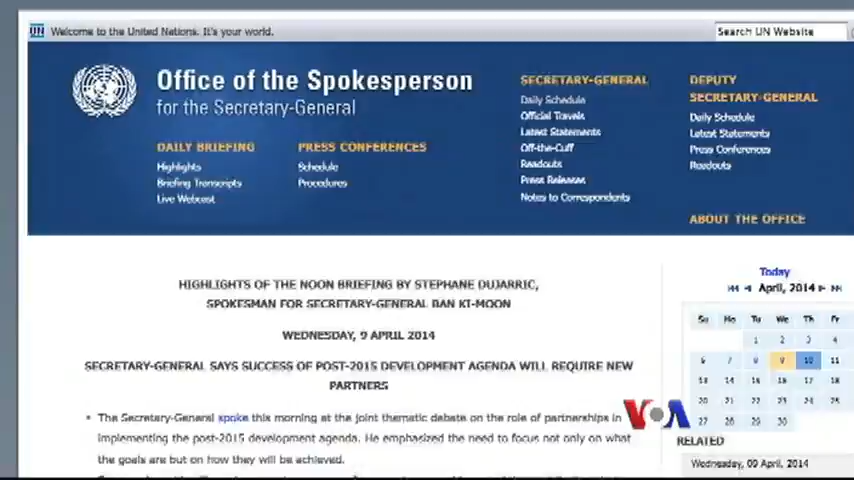 UN Welcome to the United Nations. It's your world.
Search UN Website
Office of the Spokesperson
for the Secretary-General
DAILY BRIEFING
Highlights
Briefing Transcripts
Live Webcast
PRESS CONFERENCES
Schedule
Procedures
SECRETARY-GENERAL
Daily Schedule
Official Travels
Latest Statements
Off-the-Cuff
Readouts
Press Releases
Notes to Correspondents
DEPUTY
SECRETARY-GENERAL
Daily Schedule
Latest Statements
Press Conferences
Readouts
ABOUT THE OFFICE
HIGHLIGHTS OF THE NOON BRIEFING BY STEPHANE DUJARRIC,
SPOKESMAN FOR SECRETARY-GENERAL BAN KI-MOON
WEDNESDAY, 9 APRIL 2014
SECRETARY-GENERAL SAYS SUCCESS OF POST-2015 DEVELOPMENT AGENDA WILL REQUIRE NEW
PARTNERS
• The Secretary-General spoke this morning at the joint thematic debate on the role of partnerships in
implementing the post-2015 development agenda. He emphasized the need to focus not only on what
the goals are but on how they will be achieved.
Today
April, 2014
Su Mo Tu We Th Fr
1 2 3 4
6 7 8 9 10 11
13 14 15 16 17 18
20 21 22 23 24 25
27 28 29 30
VOA
RELATED
Wednesday, 09 April, 2014